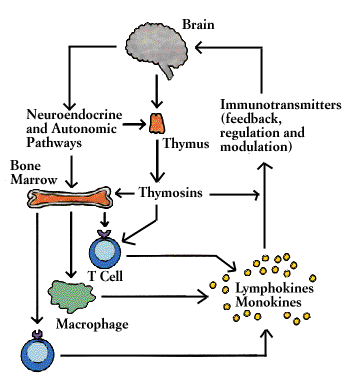 Brain
Neuroendocrine
and Autonomic
Pathways
Thymus
Immunotransmitters
(feedback,
regulation and
modulation)
Bone
Marrow
Thymosins
T Cell
Lymphokines
Monokines
Macrophage